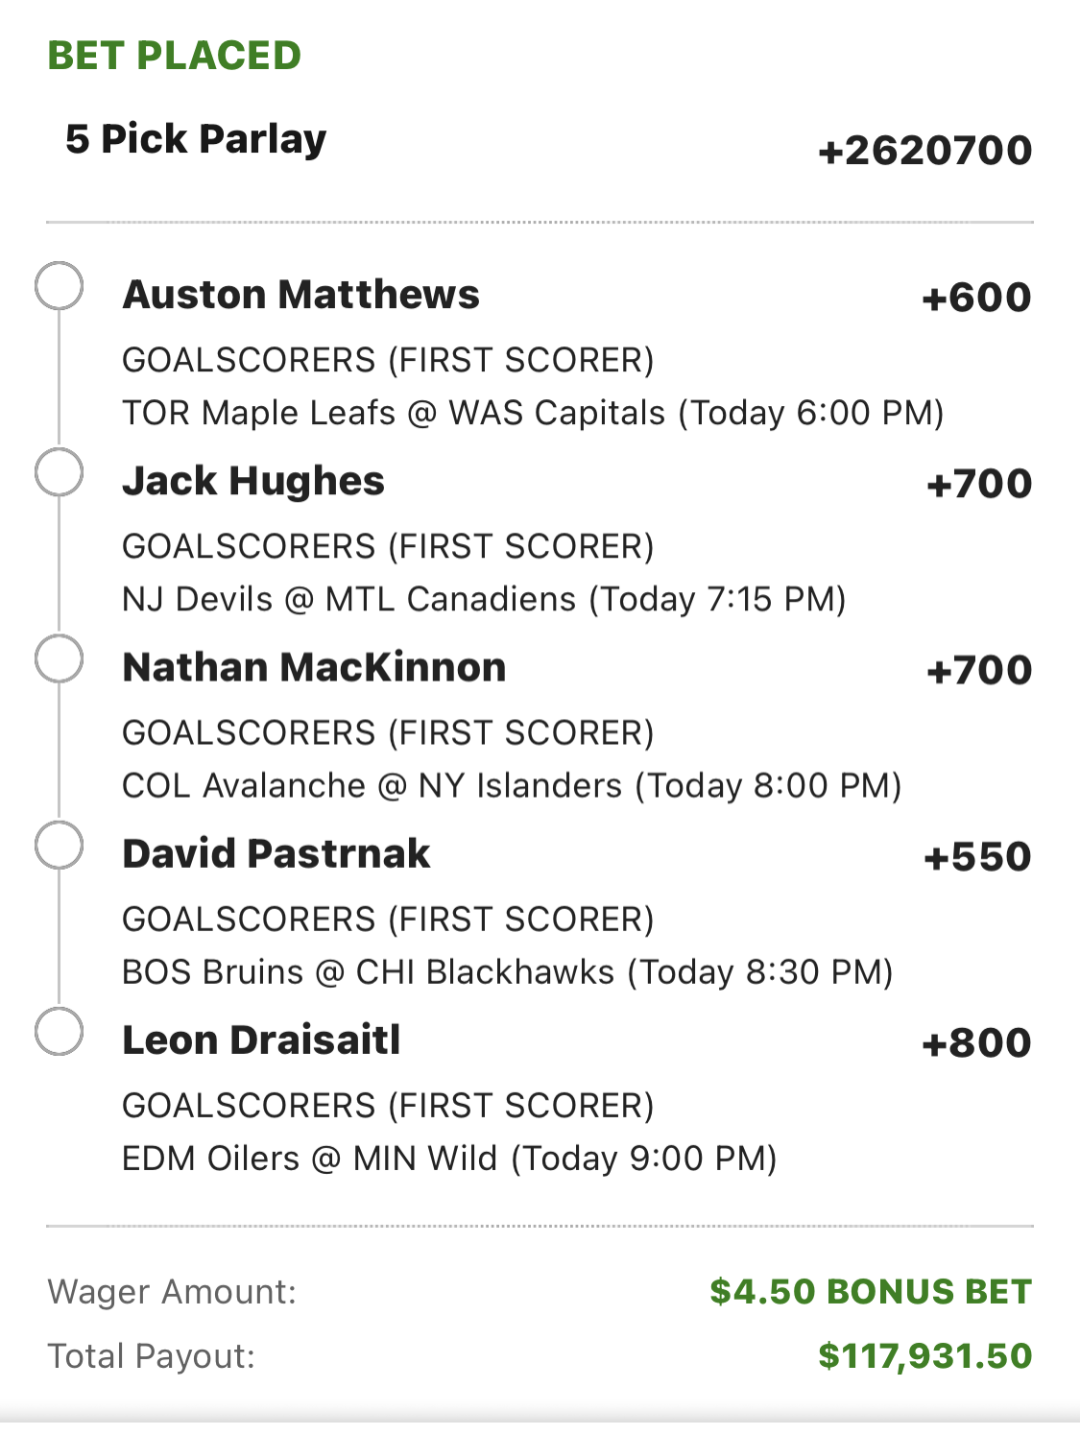 BET PLACED
5 Pick Parlay +2620700
Auston Matthews +600
GOALSCORERS (FIRST SCORER)
TOR Maple Leafs @ WAS Capitals (Today 6:00 PM)
Jack Hughes +700
GOALSCORERS (FIRST SCORER)
NJ Devils @ MTL Canadiens (Today 7:15 PM)
Nathan MacKinnon +700
GOALSCORERS (FIRST SCORER)
COL Avalanche @ NY Islanders (Today 8:00 PM)
David Pastrnak +550
GOALSCORERS (FIRST SCORER)
BOS Bruins @ CHI Blackhawks (Today 8:30 PM)
Leon Draisaitl +800
GOALSCORERS (FIRST SCORER)
EDM Oilers @ MIN Wild (Today 9:00 PM)
Wager Amount: $4.50 BONUS BET
Total Payout: $117,931.50